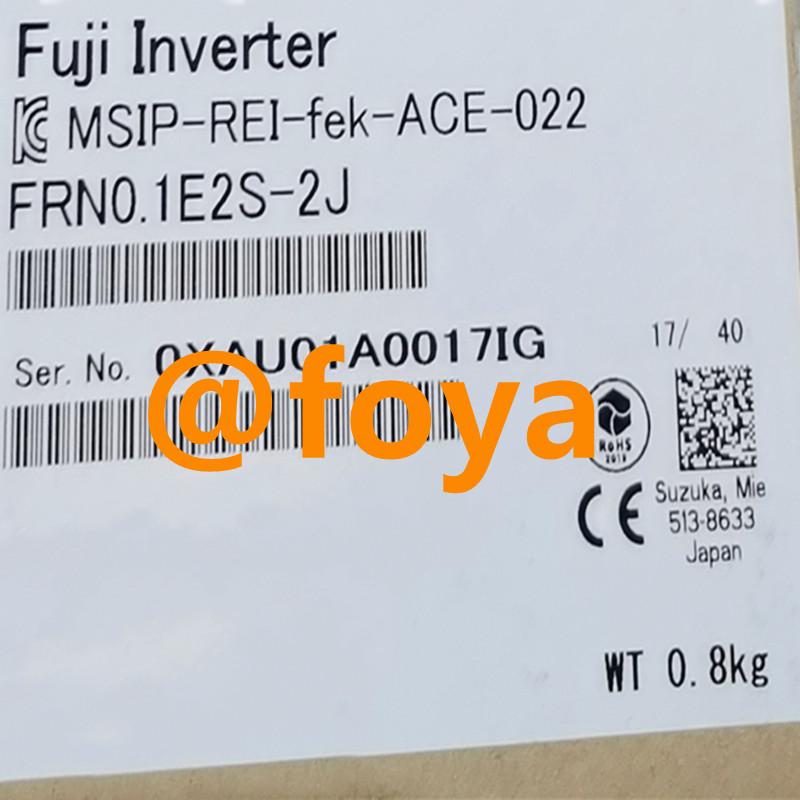 Fuji Inverter
MSIP-REI-fek-ACE-022
FRN0.1E2S-2J
Ser. No. 0XAU01A0017IG
17/ 40
@foya
RoHS
Suzuka, Mie
CE 513-8633
Japan
WT 0.8kg